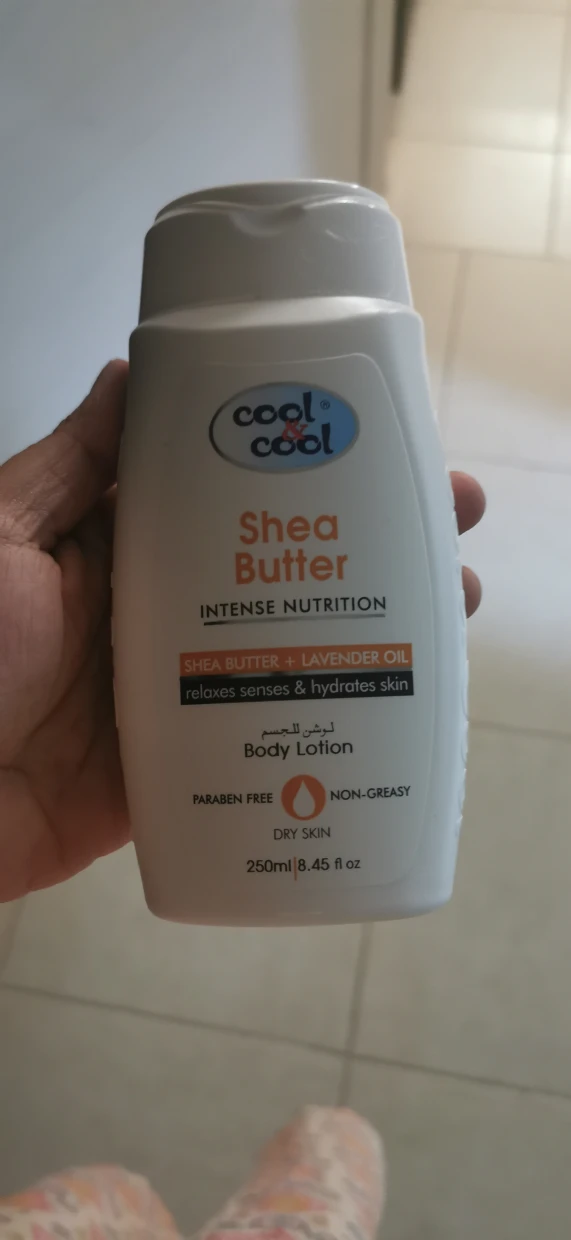 cool ®
&
cool
Shea
Butter
INTENSE NUTRITION
SHEA BUTTER + LAVENDER OIL
relaxes senses & hydrates skin
لوشن للجسم
Body Lotion
PARABEN FREE NON-GREASY
DRY SKIN
250ml|8.45 fl oz